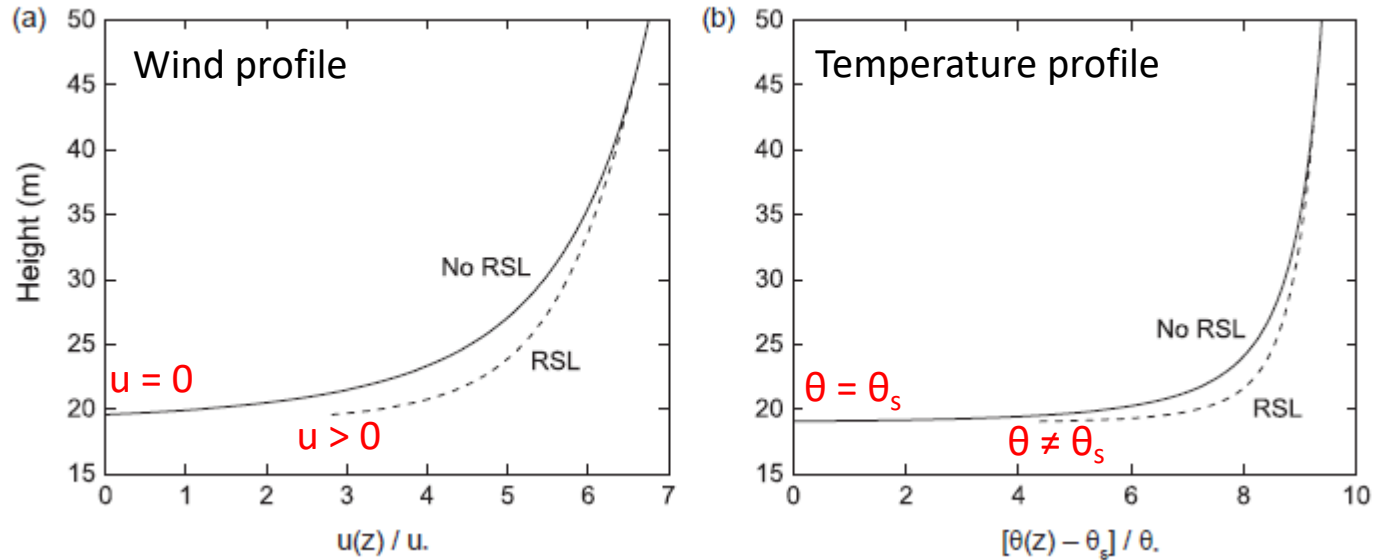 (a)
Wind profile
Height (m)
50
45
40
35
30
25
20
15
No RSL
RSL
u = 0
u > 0
0 1 2 3 4 5 6 7
u(z) / u*
(b)
Temperature profile
50
45
40
35
30
25
20
15
No RSL
RSL
θ = θs
θ ≠ θs
0 2 4 6 8 10
[θ(z) – θs] / θ*